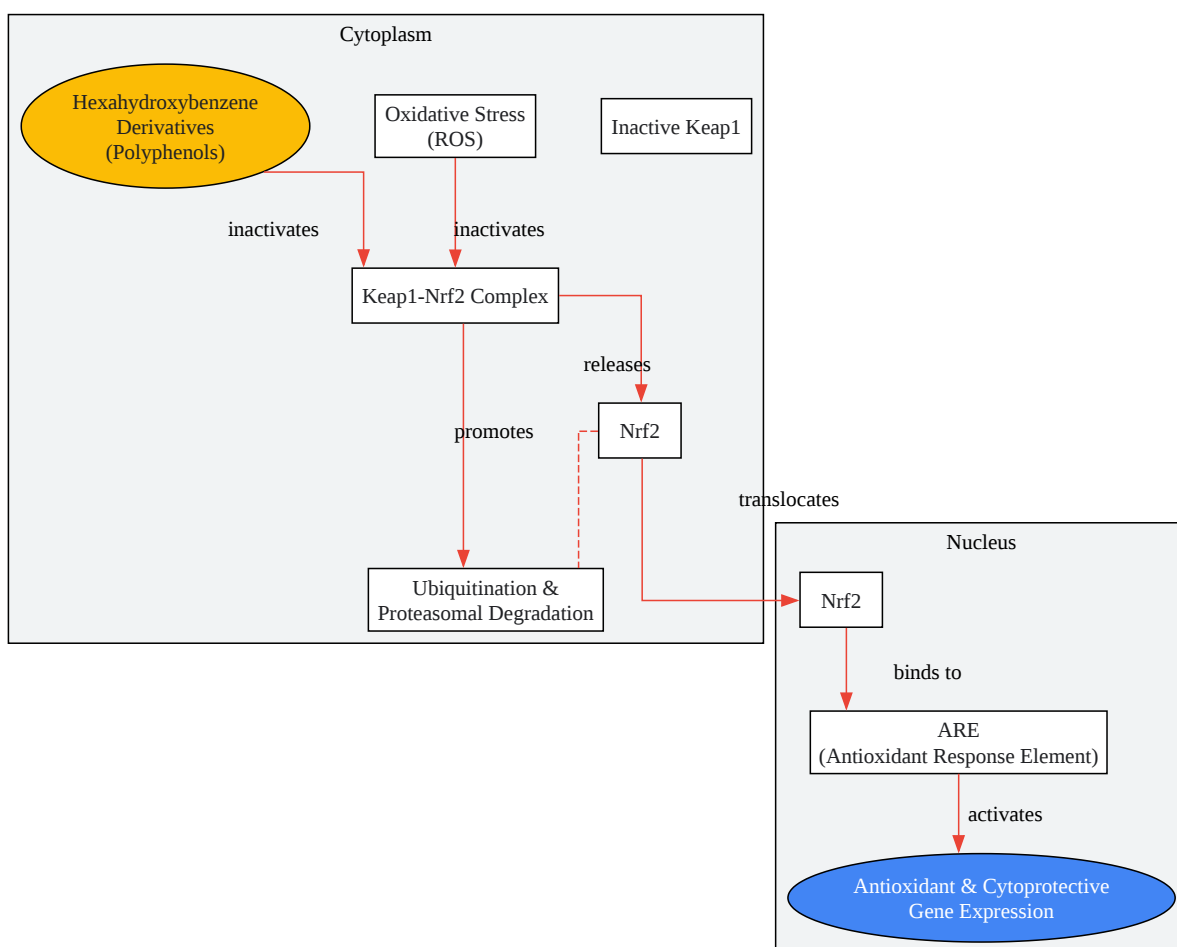 Cytoplasm
Hexahydroxybenzene
Derivatives
(Polyphenols)
Oxidative Stress
(ROS)
Inactive Keap1
inactivates
inactivates
Keap1-Nrf2 Complex
releases
Nrf2
promotes
translocates
Ubiquitination &
Proteasomal Degradation
Nucleus
Nrf2
binds to
ARE
(Antioxidant Response Element)
activates
Antioxidant & Cytoprotective
Gene Expression